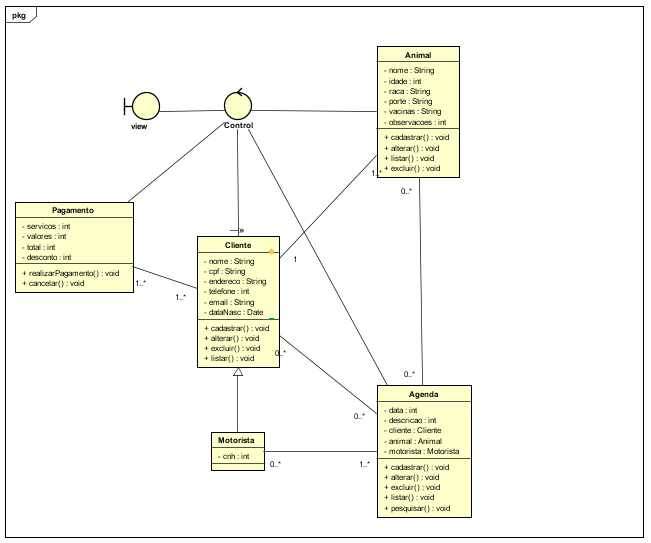 pkg
view
Control
Animal
- nome : String
- idade : int
- raca : String
- porte : String
- vacinas : String
- observacoes : int
+ cadastrar() : void
+ alterar() : void
+ listar() : void
+ excluir() : void
1..*
0..*
Pagamento
- servicos : int
- valores : int
- total : int
- desconto : int
+ realizarPagamento() : void
+ cancelar() : void
1..*
1..*
Cliente
- nome : String
- cpf : String
- endereco : String
- telefone : int
- email : String
- dataNasc : Date
+ cadastrar() : void
+ alterar() : void
+ excluir() : void
+ listar() : void
1
0..*
0..*
0..*
Agenda
- data : int
- descricao : int
- cliente : Cliente
- animal : Animal
- motorista : Motorista
+ cadastrar() : void
+ alterar() : void
+ excluir() : void
+ listar() : void
+ pesquisar() : void
Motorista
- cnh : int
0..*
1..*